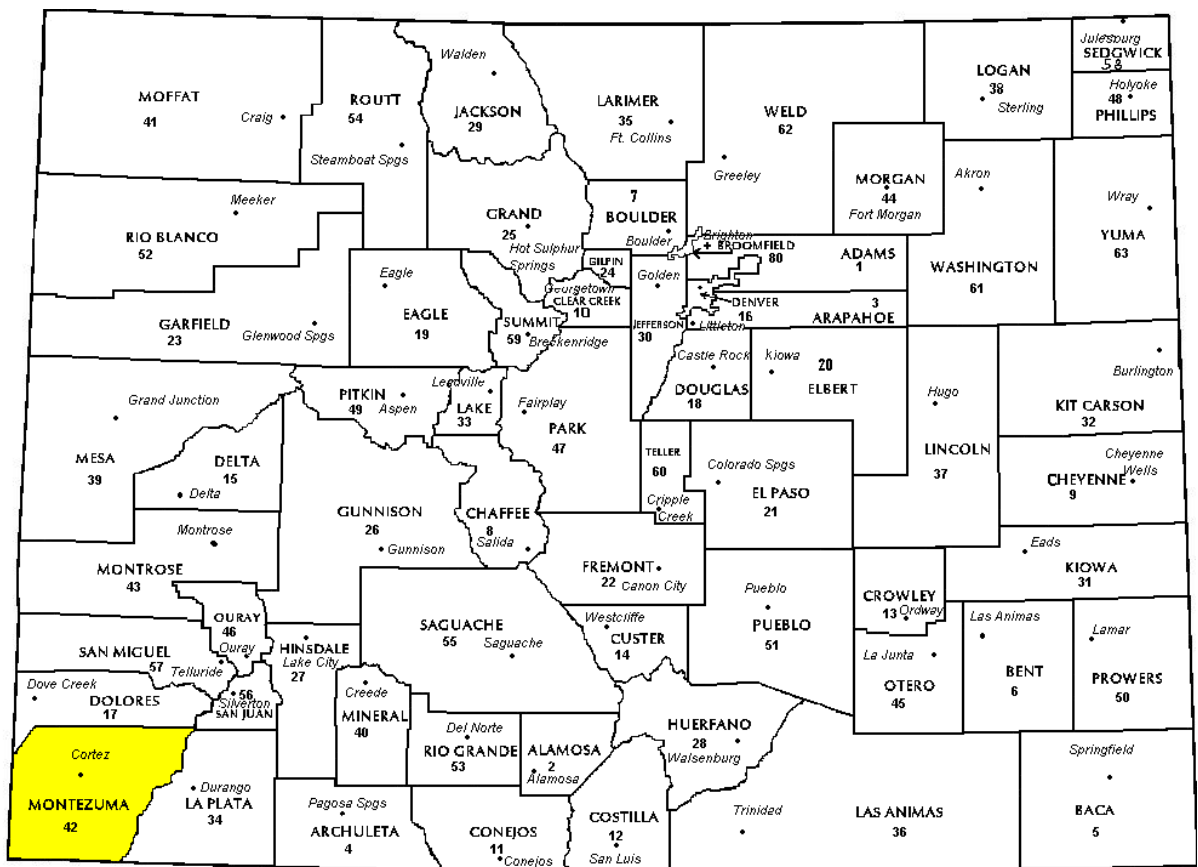 MOFFAT
41
Craig
ROUTT
54
Steamboat Spgs
Walden
JACKSON
29
LARIMER
35
Ft. Collins
WELD
62
Greeley
LOGAN
38
Sterling
Julesburg
SEDGWICK
58
Holyoke
48
PHILLIPS
MORGAN
44
Fort Morgan
Akron
WASHINGTON
61
Wray
YUMA
63
Meeker
RIO BLANCO
52
GRAND
25
Hot Sulphur
Springs
7
BOULDER
Boulder
Brighton
+ BROOMFIELD
80
ADAMS
1
GILPIN
24
Golden
JEFFERSON
30
Georgetown
CLEAR CREEK
10
DENVER
16
3
ARAPAHOE
Littleton
GARFIELD
23
Glenwood Spgs
Eagle
EAGLE
19
SUMMIT
59
Breckenridge
Castle Rock
DOUGLAS
18
kiowa
20
ELBERT
Hugo
LINCOLN
37
Burlington
KIT CARSON
32
Grand Junction
MESA
39
PITKIN
49
Aspen
Leadville
LAKE
33
Fairplay
PARK
47
TELLER
60
Cripple
Creek
Colorado Spgs
EL PASO
21
Cheyenne
Wells
CHEYENNE
9
DELTA
15
Delta
GUNNISON
26
Gunnison
CHAFFEE
8
Salida
Montrose
MONTROSE
43
FREMONT
22
Canon City
Pueblo
PUEBLO
51
CROWLEY
13
Ordway
Eads
KIOWA
31
OURAY
46
Ouray
HINSDALE
Lake City
27
SAGUACHE
55
Saguache
Westcliffe
CUSTER
14
La Junta
OTERO
45
Las Animas
BENT
6
Lamar
PROWERS
50
SAN MIGUEL
57
Telluride
Dove Creek
DOLORES
17
56
Silverton
SAN JUAN
Creede
MINERAL
40
Del Norte
RIO GRANDE
53
ALAMOSA
2
Alamosa
HUERFANO
28
Walsenburg
Cortez
MONTEZUMA
42
Durango
LA PLATA
34
Pagosa Spgs
ARCHULETA
4
CONEJOS
11
Conejos
COSTILLA
12
San Luis
Trinidad
LAS ANIMAS
36
Springfield
BACA
5